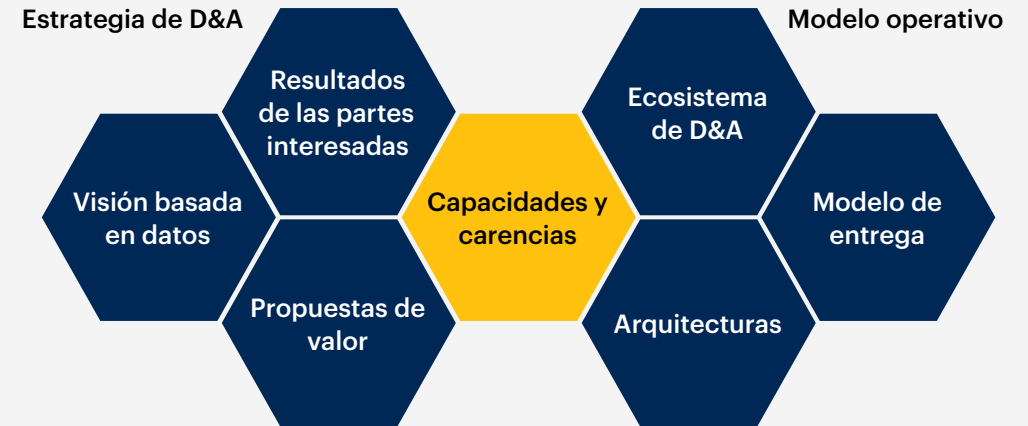 Estrategia de D&A
Modelo operativo
Resultados
de las partes
interesadas
Ecosistema
de D&A
Visión basada
en datos
Capacidades y
carencias
Modelo de
entrega
Propuestas de
valor
Arquitecturas